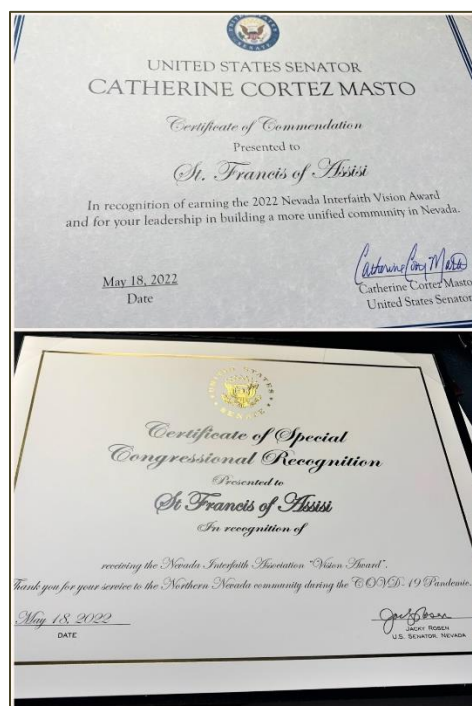 UNITED STATES SENATOR
CATHERINE CORTEZ MASTO
Certificate of Commendation
Presented to
St. Francis of Assisi
In recognition of earning the 2022 Nevada Interfaith Vision Award
and for your leadership in building a more unified community in Nevada.
May 18, 2022
Date
Catherine Cortez Masto
Catherine Cortez Masto
United States Senator
UNITED STATES
SENATE
Certificate of Special
Congressional Recognition
Presented to
St Francis of Assisi
In recognition of
receiving the Nevada Interfaith Association "Vision Award".
Thank you for your service to the Northern Nevada community during the COVD-19 Pandemic.
May 18, 2022
DATE
Jacky Rosen
JACKY ROSEN
U.S. SENATOR, NEVADA